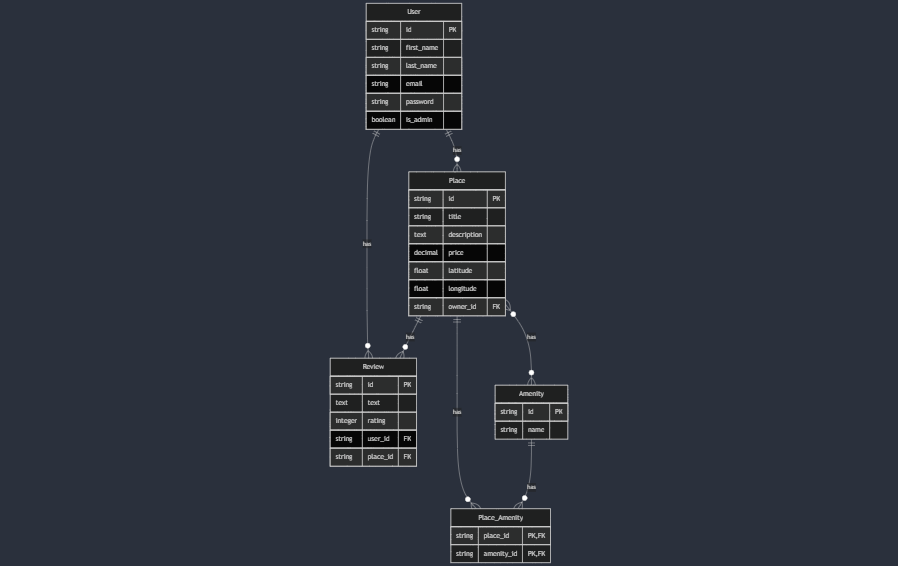 User
string id PK
string first_name
string last_name
string email
string password
boolean is_admin
has
Place
string id PK
string title
text description
decimal price
float latitude
float longitude
string owner_id FK
has
has
has
Review
string id PK
text text
integer rating
string user_id FK
string place_id FK
Amenity
string id PK
string name
has
has
Place_Amenity
string place_id PK,FK
string amenity_id PK,FK